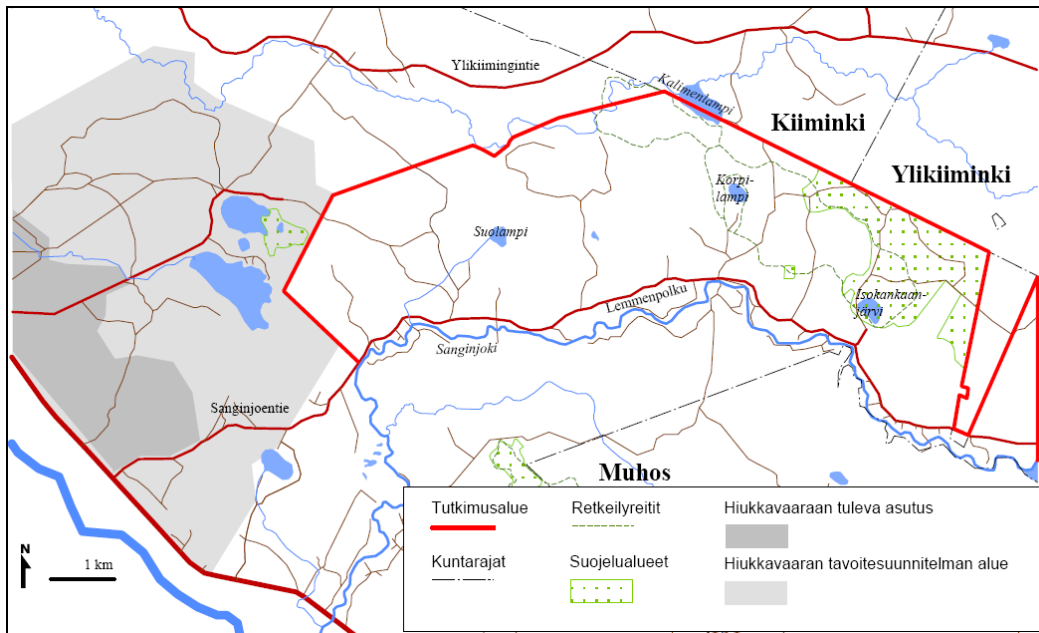 Ylikiimingintie
Kalimenlampi
Kiiminki
Ylikiiminki
Korpi-
lampi
Suolampi
Isokankaan-
järvi
Lemmenpolku
Sanginjoki
Sanginjoentie
Muhos
N
1 km
Tutkimusalue
Retkeilyreitit
Hiukkavaaraan tuleva asutus
Kuntarajat
Suojelualueet
Hiukkavaaran tavoitesuunnitelman alue